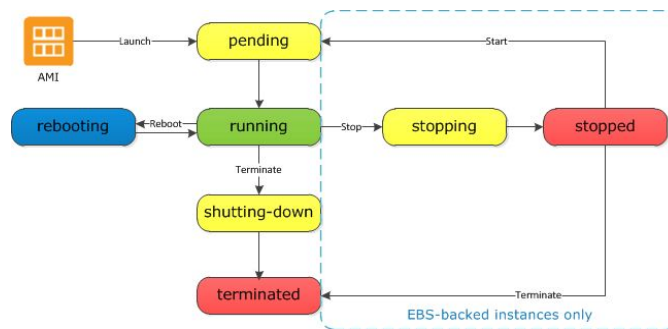 Launch
pending
Start
AMI
rebooting
Reboot
running
Stop
stopping
stopped
Terminate
shutting-down
terminated
Terminate
EBS-backed instances only